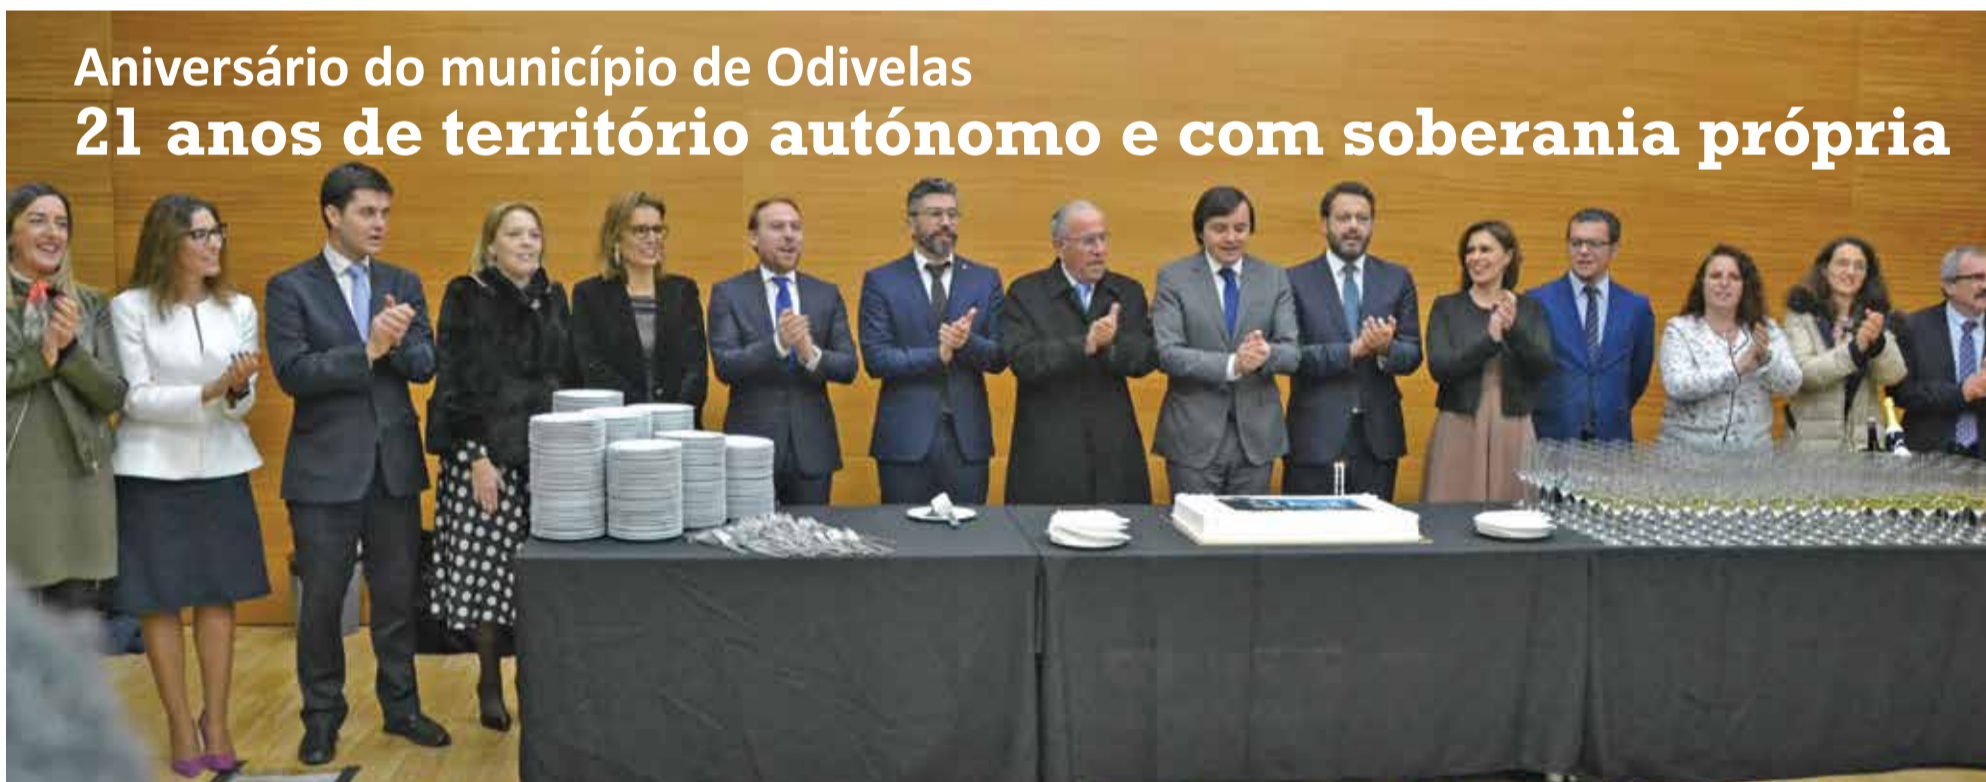 Aniversário do município de Odivelas
21 anos de território autónomo e com soberania própria